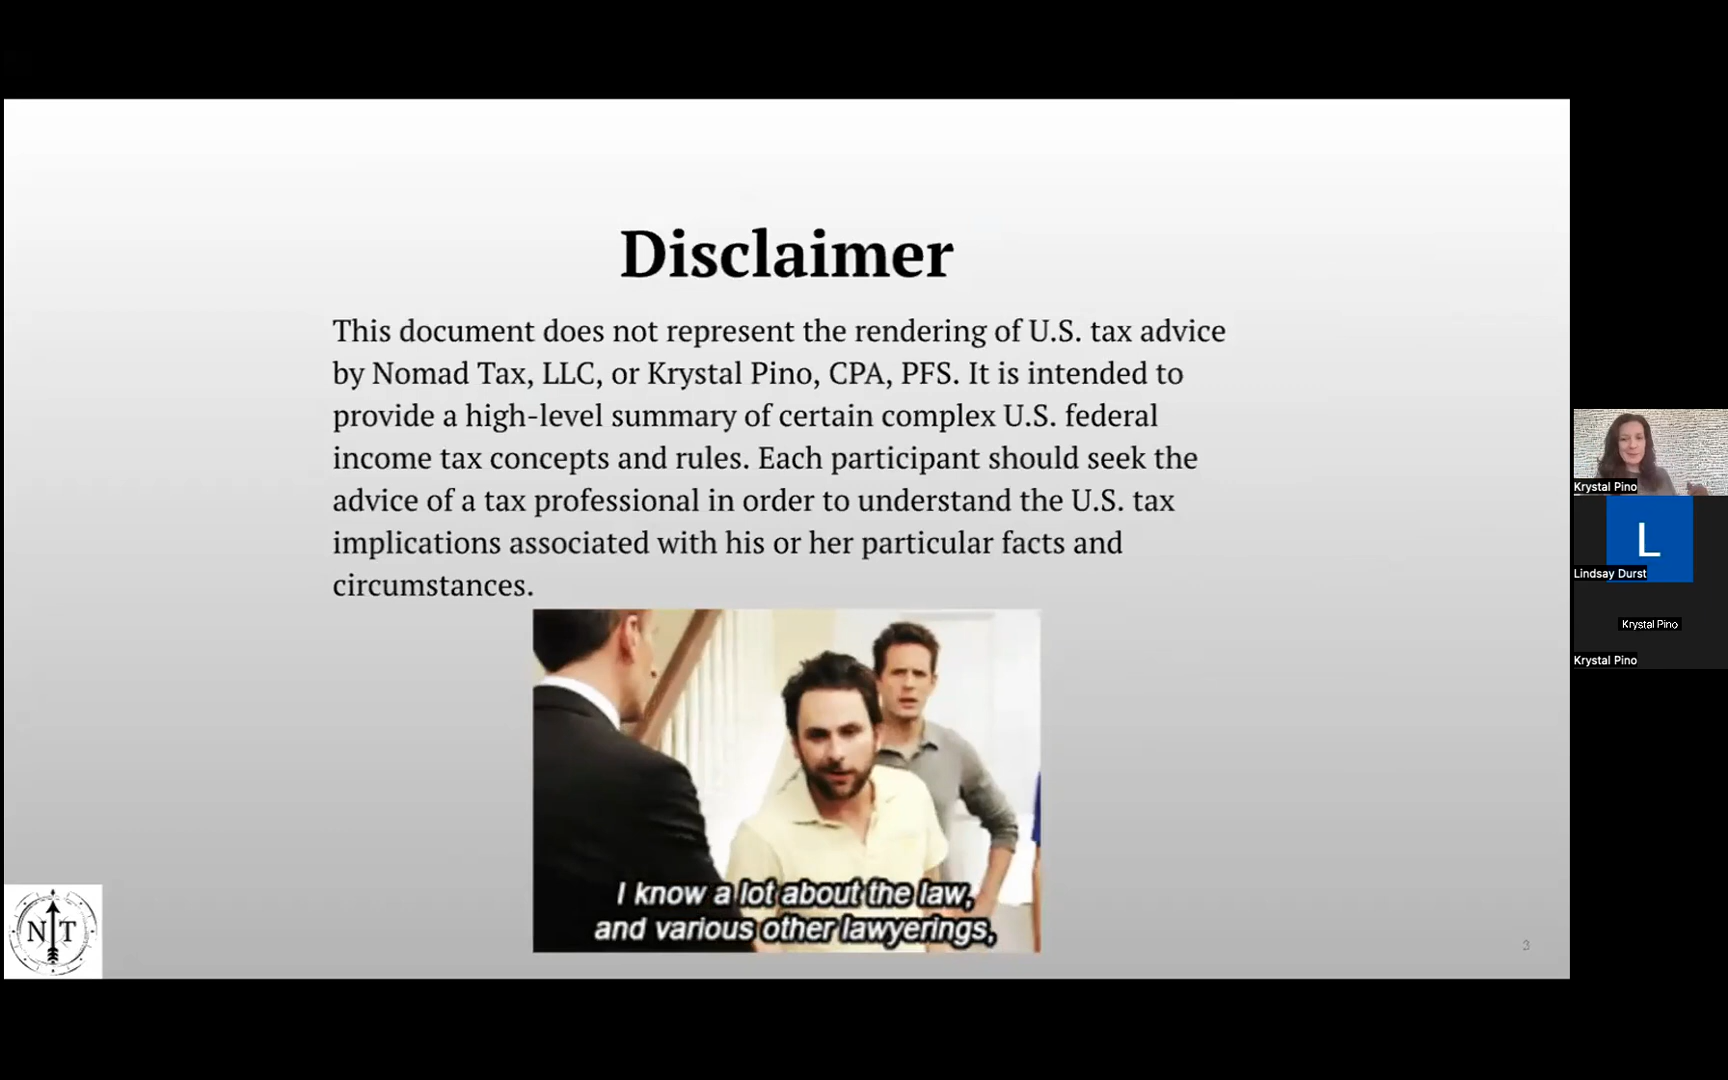 Disclaimer
This document does not represent the rendering of U.S. tax advice
by Nomad Tax, LLC, or Krystal Pino, CPA, PFS. It is intended to
provide a high-level summary of certain complex U.S. federal
income tax concepts and rules. Each participant should seek the
advice of a tax professional in order to understand the U.S. tax
implications associated with his or her particular facts and
circumstances.
I know a lot about the law,
and various other lawyerings,
N T
3
Krystal Pino
L
Lindsay Durst
Krystal Pino
Krystal Pino